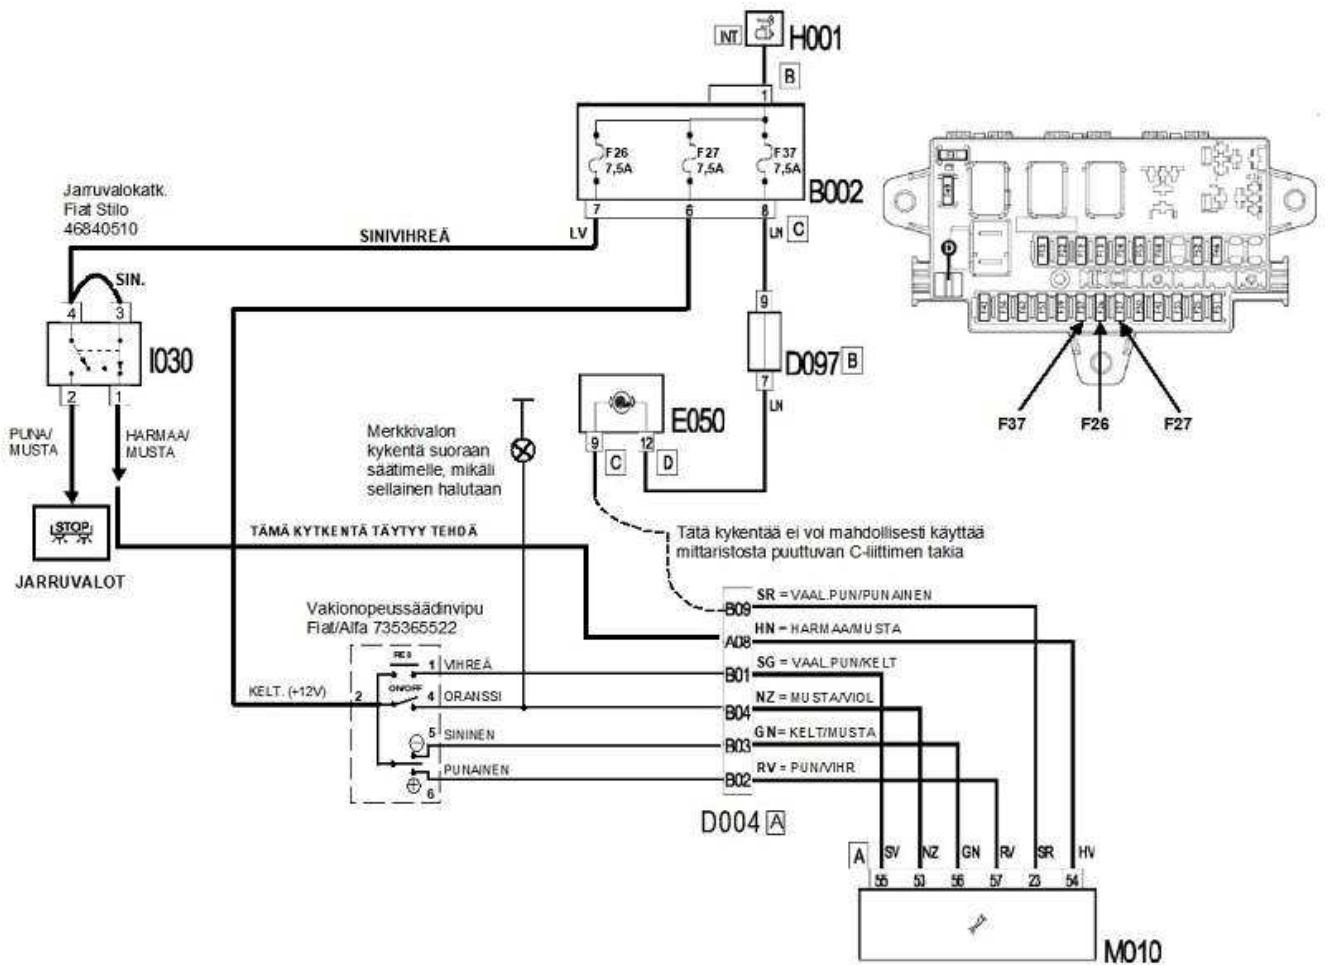 INT
H001
B
1
F26
7,5A
F27
7,5A
F37
7,5A
B002
7
6
8
LV
LN
C
Jarruvalokatk.
Fiat Stilo
46840510
SINIVIHREÄ
SIN.
4
3
I030
2
1
PUNA/
MUSTA
HARMAA/
MUSTA
STOP
JARRUVALOT
9
D097
B
7
LN
E050
9
12
C
D
Merkkivalon
kykentä suoraan
säätimelle, mikäli
sellainen halutaan
F37
F26
F27
TÄMÄ KYTKENTÄ TÄYTYY TEHDÄ
Tätä kykentää ei voi mahdollisesti käyttää
mittaristosta puuttuvan C-liittimen takia
Vakionopeussäädinvipu
Fiat/Alfa 735365522
KELT. (+12V)
2
RES
1
VIHREÄ
ON/OFF
4
ORANSSI
5
SININEN
PUNAINEN
6
B09
SR = VAAL.PUN/PUNAINEN
A08
HN = HARMAA/MUSTA
B01
SG = VAAL.PUN/KELT
B04
NZ = MUSTA/VIOL
B03
GN = KELT/MUSTA
B02
RV = PUN/VIHR
D004
A
A
SV
NZ
GN
RV
SR
HV
55
53
56
57
23
54
M010